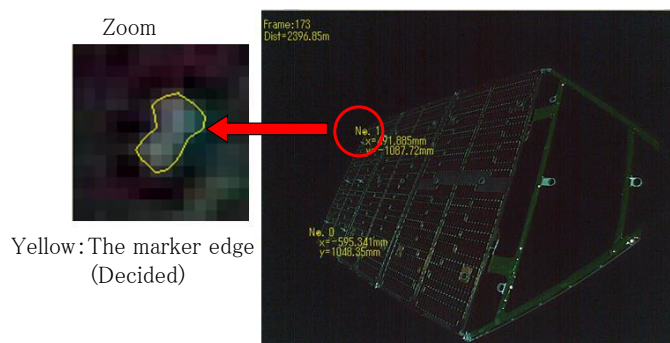 Zoom
Frame:173
Dist=2396.85m
No. 1
x=491.885mm
y=-1087.72mm
No. 0
x=-595.341mm
y=1048.35mm
Yellow:The marker edge
(Decided)